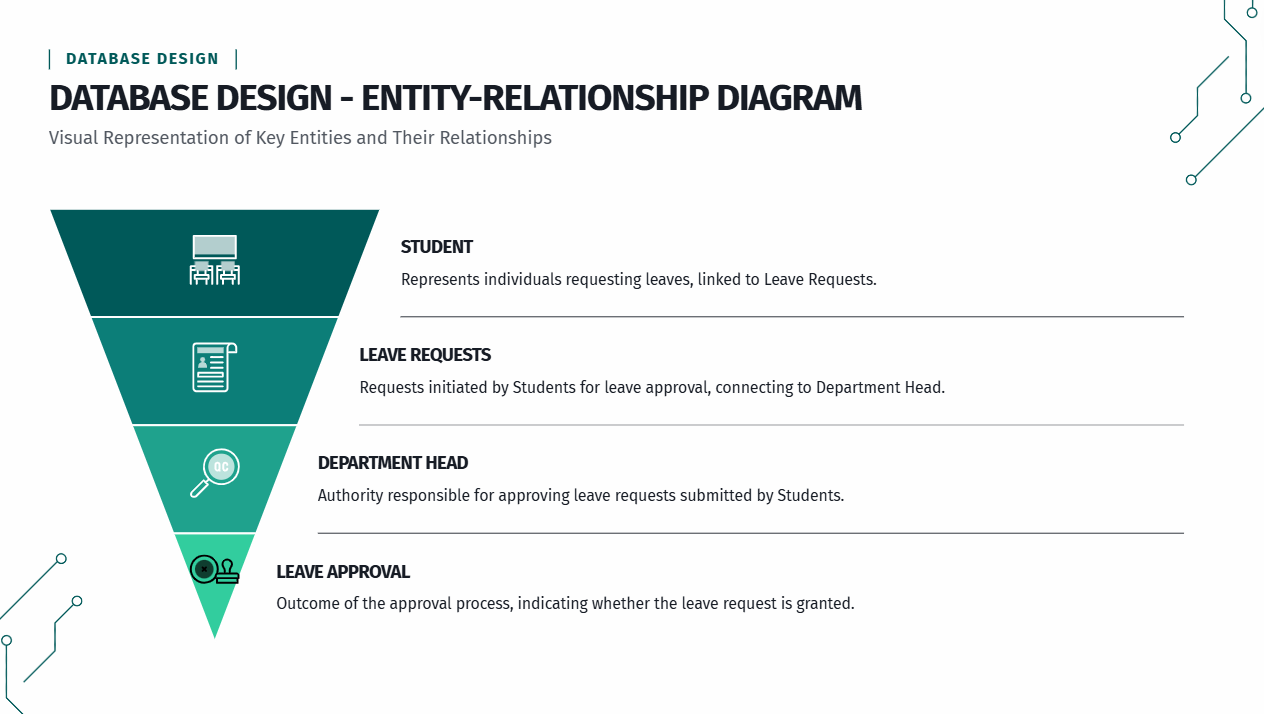 DATABASE DESIGN
DATABASE DESIGN - ENTITY-RELATIONSHIP DIAGRAM
Visual Representation of Key Entities and Their Relationships
STUDENT
Represents individuals requesting leaves, linked to Leave Requests.
LEAVE REQUESTS
Requests initiated by Students for leave approval, connecting to Department Head.
QC
DEPARTMENT HEAD
Authority responsible for approving leave requests submitted by Students.
LEAVE APPROVAL
Outcome of the approval process, indicating whether the leave request is granted.